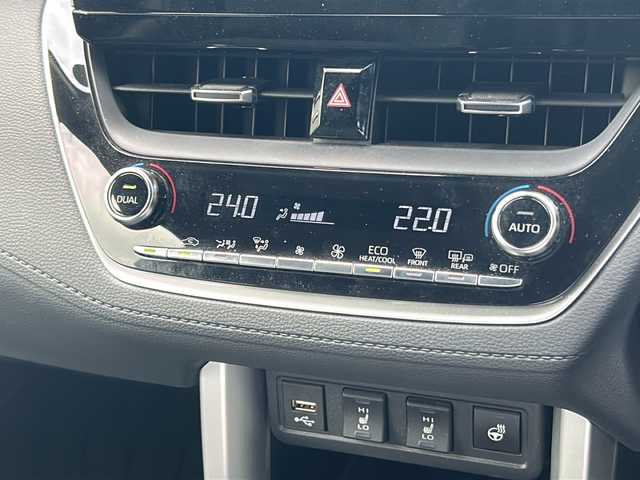 DUAL
24.0
22.0
AUTO
ECO
HEAT/COOL
FRONT
REAR
OFF
HI
LO
HI
LO